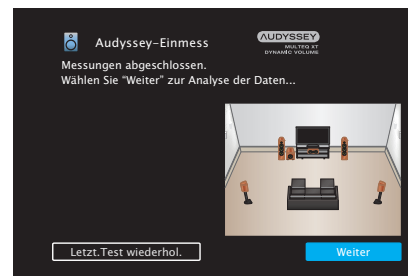 Audyssey-Einmess
AUDYSSEY
MULTEQ XT
DYNAMIC VOLUME
Messungen abgeschlossen.
Wählen Sie “Weiter” zur Analyse der Daten...
Letzt.Test wiederhol.
Weiter